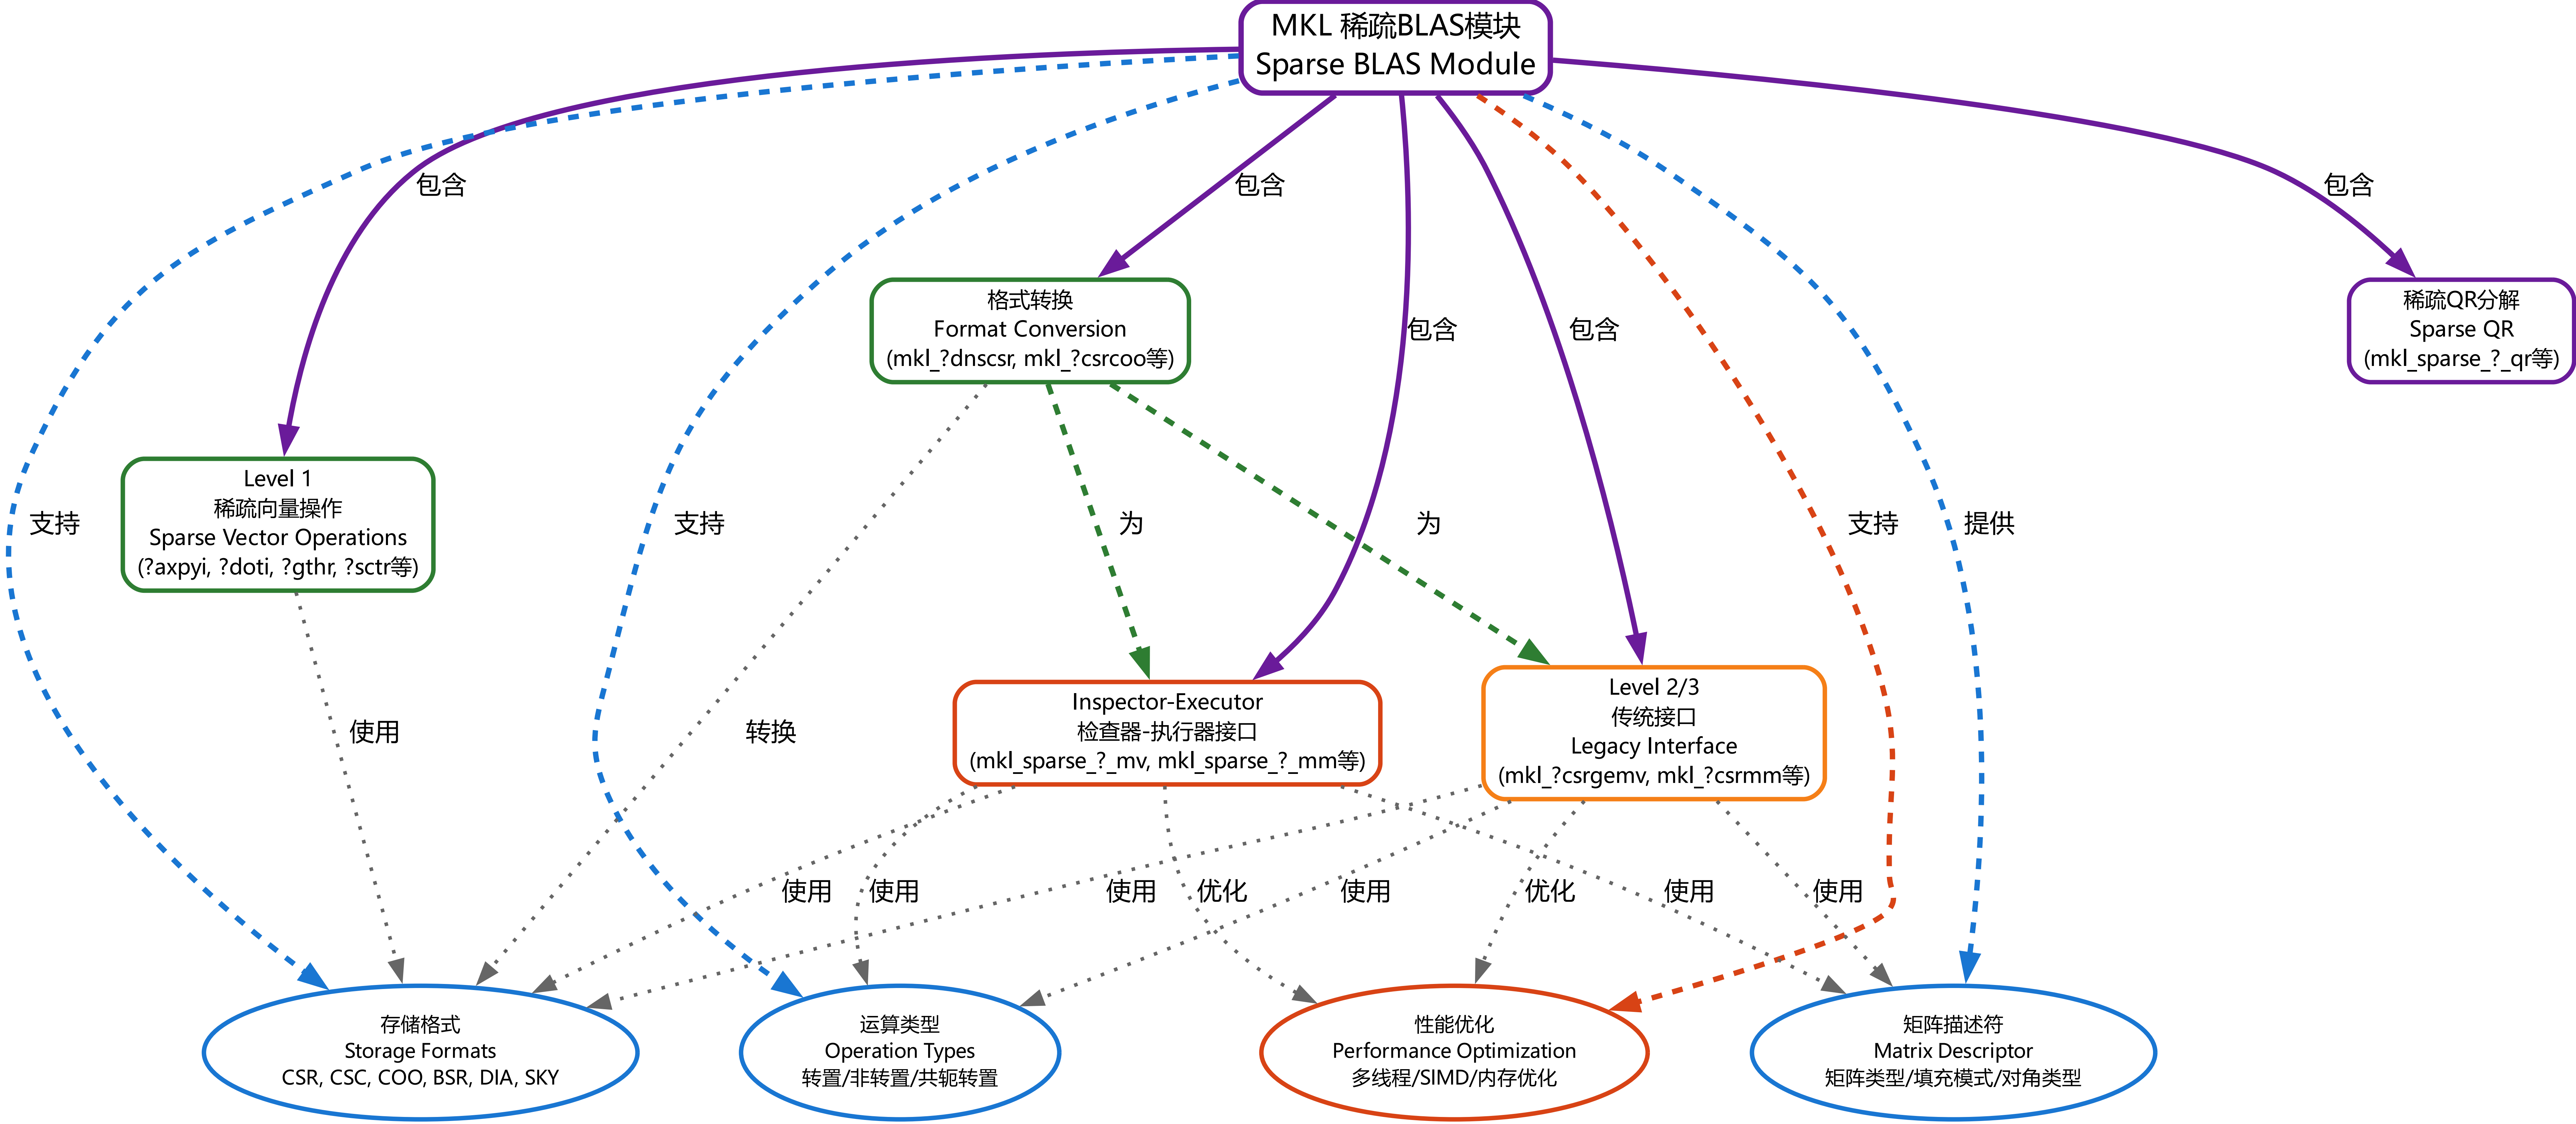 MKL 稀疏BLAS模块
Sparse BLAS Module
包含
包含
包含
格式转换
Format Conversion
(mkl_?dnscsr, mkl_?csrcoo等)
包含
包含
稀疏QR分解
Sparse QR
(mkl_sparse_?_qr等)
Level 1
稀疏向量操作
Sparse Vector Operations
(?axpyi, ?doti, ?gthr, ?sctr等)
支持
支持
为
为
支持
提供
Inspector-Executor
检查器-执行器接口
(mkl_sparse_?_mv, mkl_sparse_?_mm等)
Level 2/3
传统接口
Legacy Interface
(mkl_?csrgemv, mkl_?csrmm等)
使用
转换
使用
使用
使用
优化
使用
优化
使用
使用
存储格式
Storage Formats
CSR, CSC, COO, BSR, DIA, SKY
运算类型
Operation Types
转置/非转置/共轭转置
性能优化
Performance Optimization
多线程/SIMD/内存优化
矩阵描述符
Matrix Descriptor
矩阵类型/填充模式/对角类型